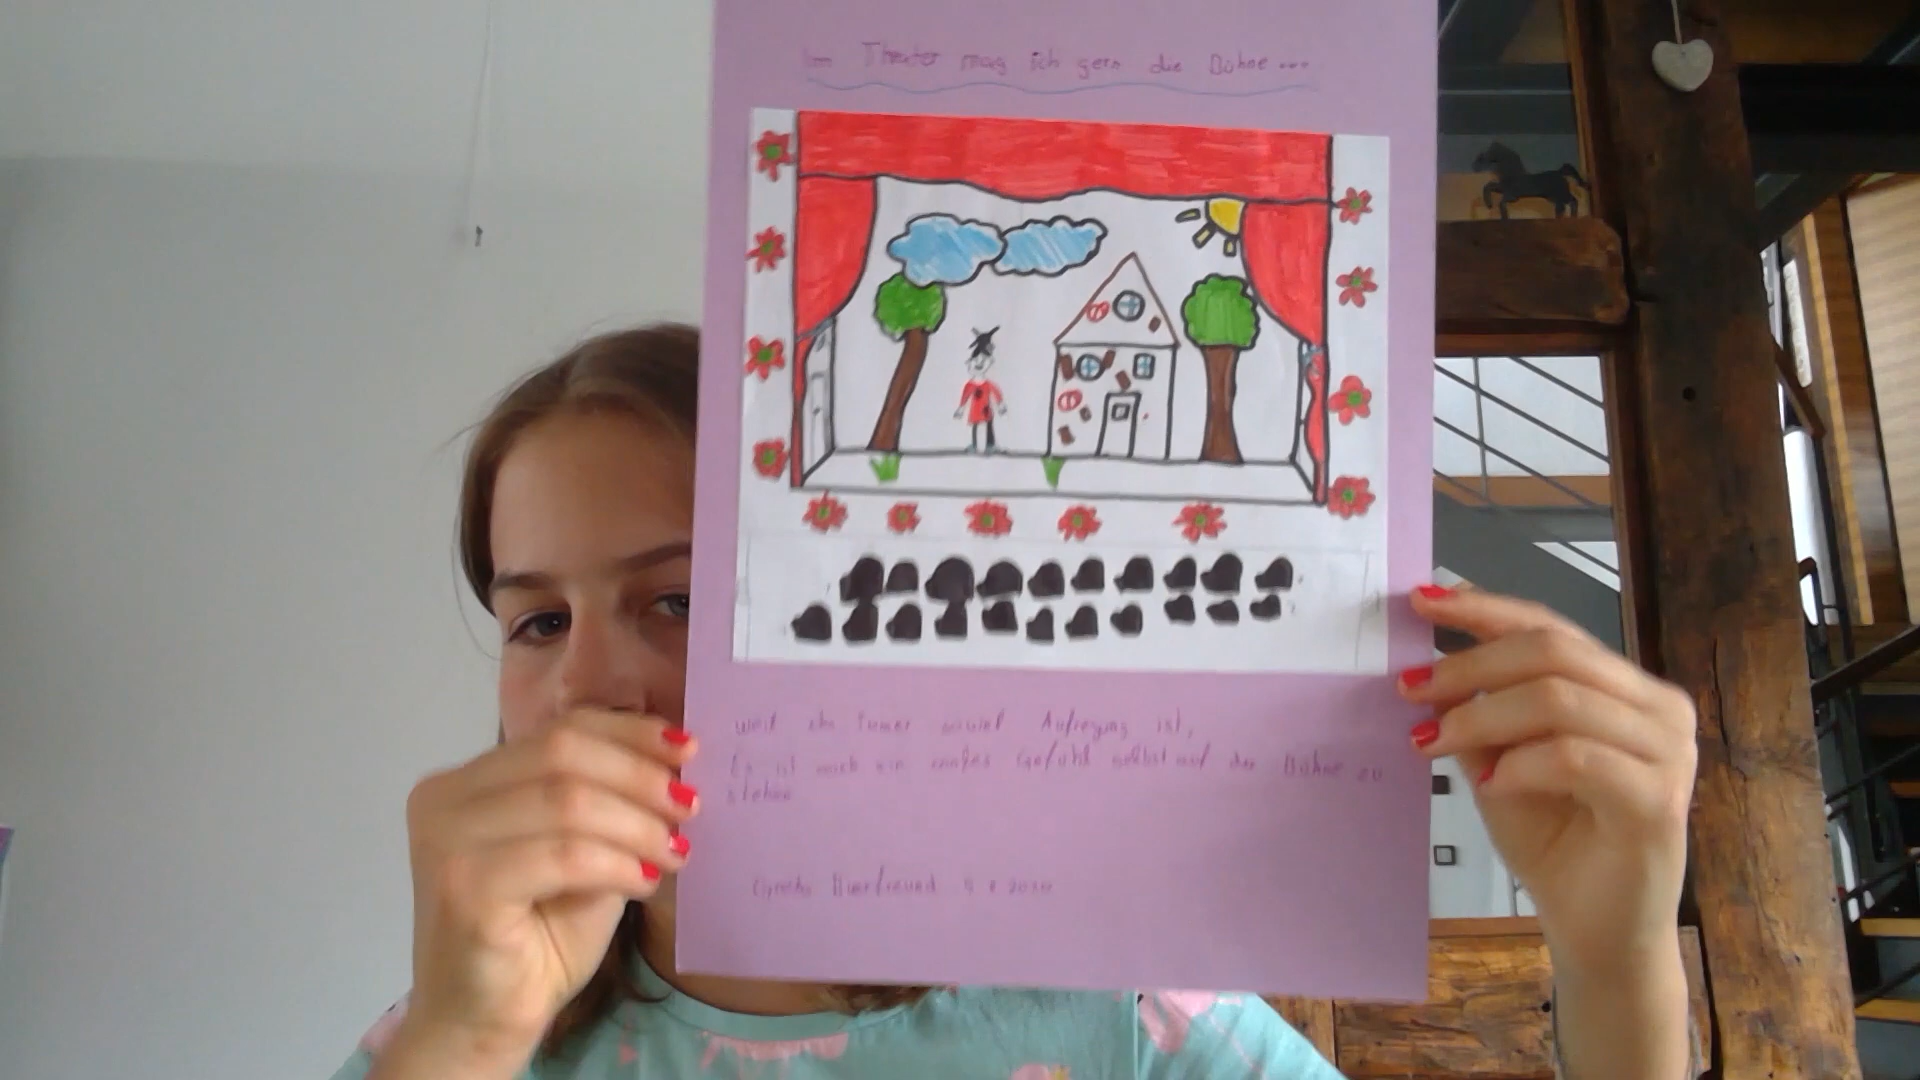 Im Theater mag ich gern die Bühne...
weil da immer soviel Aufregung ist,
Es ist auch ein Gefühl selbst auf der Bühne zu
stehen